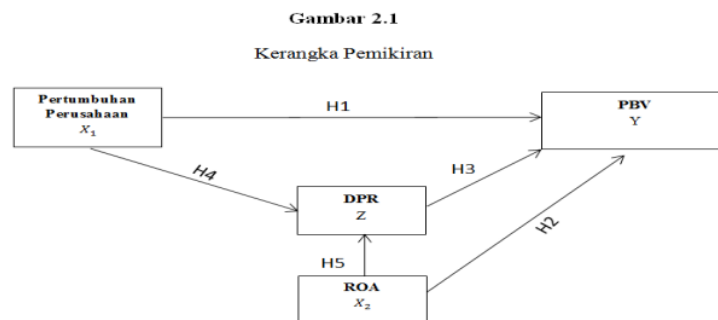 Gambar 2.1
Kerangka Pemikiran
Pertumbuhan
Perusahaan
X₁
H1
PBV
Y
H4
H3
DPR
Z
H2
H5
ROA
X₂